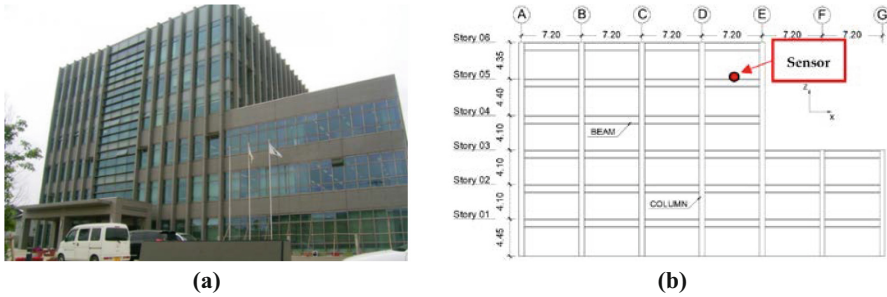 A B C D E F G
7.20 7.20 7.20 7.20 7.20 7.20
Story 06
4.35
Sensor
Story 05
4.40
Z
X
Story 04
4.10
BEAM
Story 03
4.10
Story 02
4.10
COLUMN
Story 01
4.45
(a) (b)